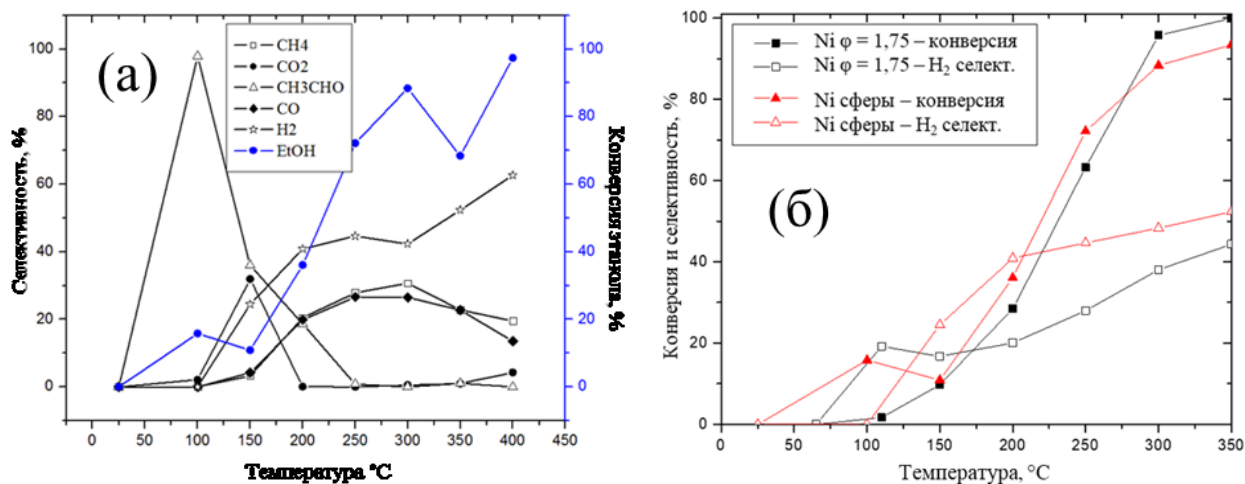 (а)
CH4
CO2
CH3CHO
CO
H2
EtOH
Селективность, %
Конверсия этанола, %
100
80
60
40
20
0
100
80
60
40
20
0
0 50 100 150 200 250 300 350 400 450
Температура °C
(б)
Ni φ = 1,75 – конверсия
Ni φ = 1,75 – H₂ селект.
Ni сферы – конверсия
Ni сферы – H₂ селект.
Конверсия и селективность, %
100
80
60
40
20
0
0 50 100 150 200 250 300 350
Температура, °C